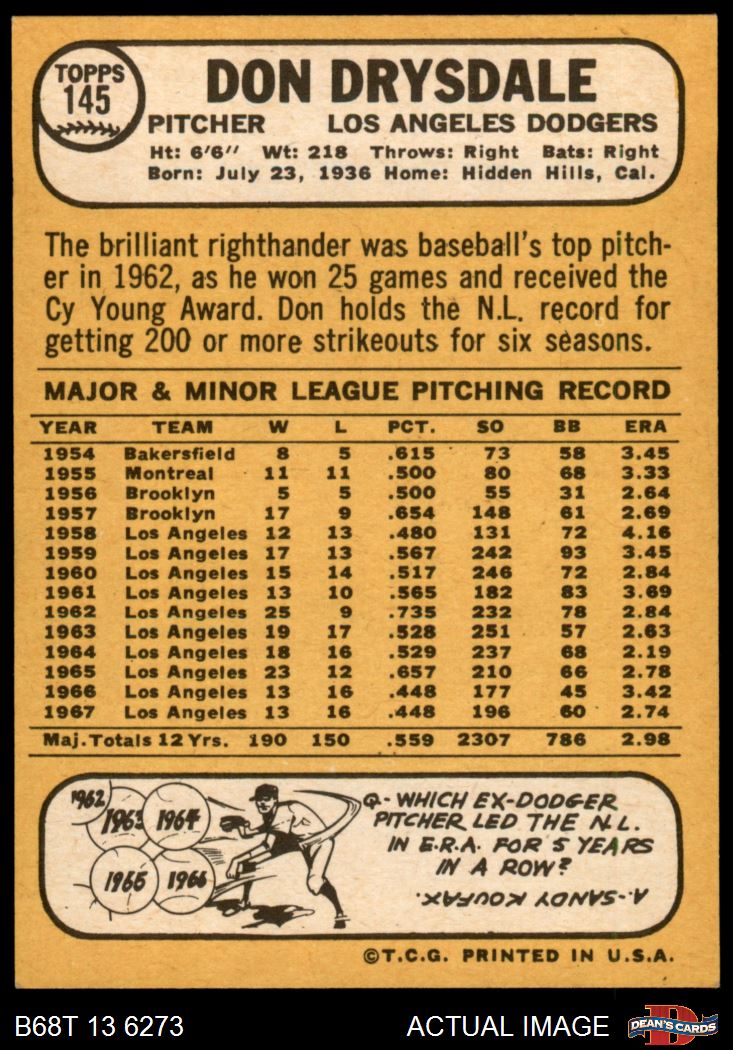 TOPPS
145
DON DRYSDALE
PITCHER LOS ANGELES DODGERS
Ht: 6'6" Wt: 218 Throws: Right Bats: Right
Born: July 23, 1936 Home: Hidden Hills, Cal.
The brilliant righthander was baseball's top pitch-
er in 1962, as he won 25 games and received the
Cy Young Award. Don holds the N.L. record for
getting 200 or more strikeouts for six seasons.
MAJOR & MINOR LEAGUE PITCHING RECORD
YEAR TEAM W L PCT. SO BB ERA
1954 Bakersfield 8 5 .615 73 58 3.45
1955 Montreal 11 11 .500 80 68 3.33
1956 Brooklyn 5 5 .500 55 31 2.64
1957 Brooklyn 17 9 .654 148 61 2.69
1958 Los Angeles 12 13 .480 131 72 4.16
1959 Los Angeles 17 13 .567 242 93 3.45
1960 Los Angeles 15 14 .517 246 72 2.84
1961 Los Angeles 13 10 .565 182 83 3.69
1962 Los Angeles 25 9 .735 232 78 2.84
1963 Los Angeles 19 17 .528 251 57 2.63
1964 Los Angeles 18 16 .529 237 68 2.19
1965 Los Angeles 23 12 .657 210 66 2.78
1966 Los Angeles 13 16 .448 177 45 3.42
1967 Los Angeles 13 16 .448 196 60 2.74
Maj. Totals 12 Yrs. 190 150 .559 2307 786 2.98
1962
1963
1964
1965
1966
Q- WHICH EX-DODGER
PITCHER LED THE N.L.
IN E.R.A. FOR 5 YEARS
IN A ROW?
A.-SANDY KOUFAX.
©T.C.G. PRINTED IN U.S.A.
B68T 13 6273 ACTUAL IMAGE
D
DEAN'S CARDS